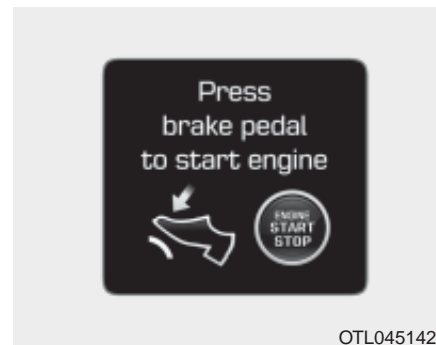 Press
brake pedal
to start engine
ENGINE
START
STOP
OTL045142